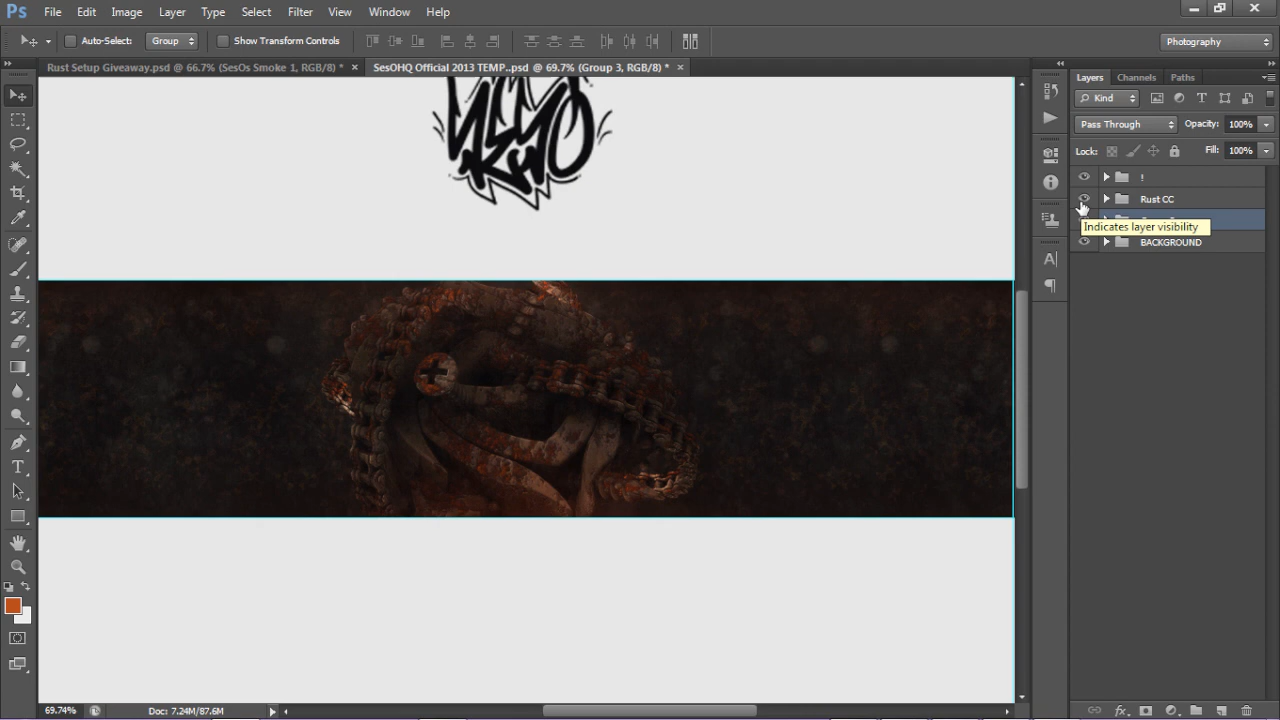 Ps File Edit Image Layer Type Select Filter View Window Help
Auto-Select: Group Show Transform Controls Photography
Rust Setup Giveaway.psd @ 66.7% (SesOs Smoke 1, RGB/8) * × SesOHQ Official 2013 TEMP..psd @ 69.7% (Group 3, RGB/8) * ×
Layers Channels Paths
Kind
Pass Through Opacity: 100%
Lock: Fill: 100%
!
Rust CC
Indicates layer visibility
BACKGROUND
69.74% Doc: 7.24M/87.6M